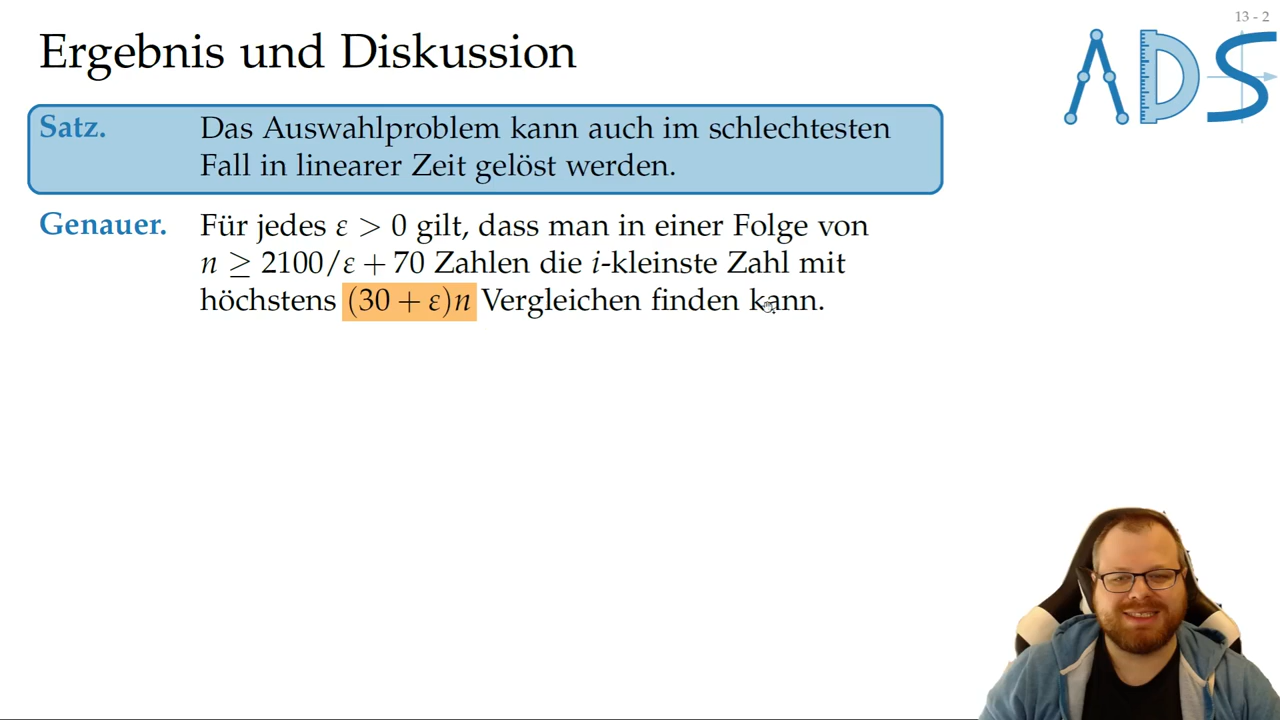 13 - 2
Ergebnis und Diskussion
ADS
Satz. Das Auswahlproblem kann auch im schlechtesten
Fall in linearer Zeit gelöst werden.
Genauer. Für jedes ε > 0 gilt, dass man in einer Folge von
n ≥ 2100/ε + 70 Zahlen die i-kleinste Zahl mit
höchstens (30 + ε)n Vergleichen finden kann.